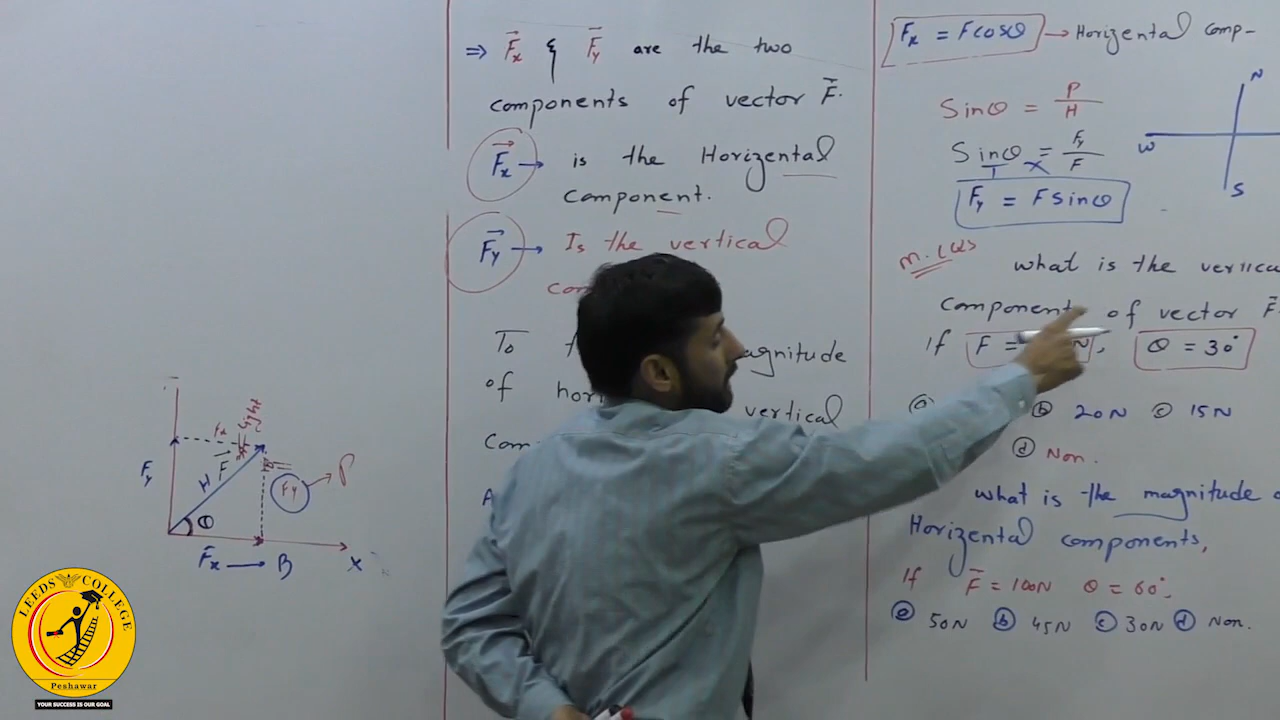 ⇒ F⃗x & F⃗y are the two
components of vector F⃗.
F⃗x → is the Horizental
component.
F⃗y → Is the vertical
To
agnitude
of
vertical
Fx = Fcosθ → Horizental comp-
Sinθ = P/H
Sinθ/1 = Fy/F
Fy = Fsinθ
N
W
S
M.CQS
what is the
components of vector F⃗
If F = N, θ = 30°
b 20N c 15N
d Non.
what is the magnitude
Horizental components,
If F = 100N θ = 60°,
a 50N b 45N c 30N d Non.
Fx
Fy
F⃗
H
Fy → P
θ
Fx → B
X
LEEDS COLLEGE
Peshawar
YOUR SUCCESS IS OUR GOAL